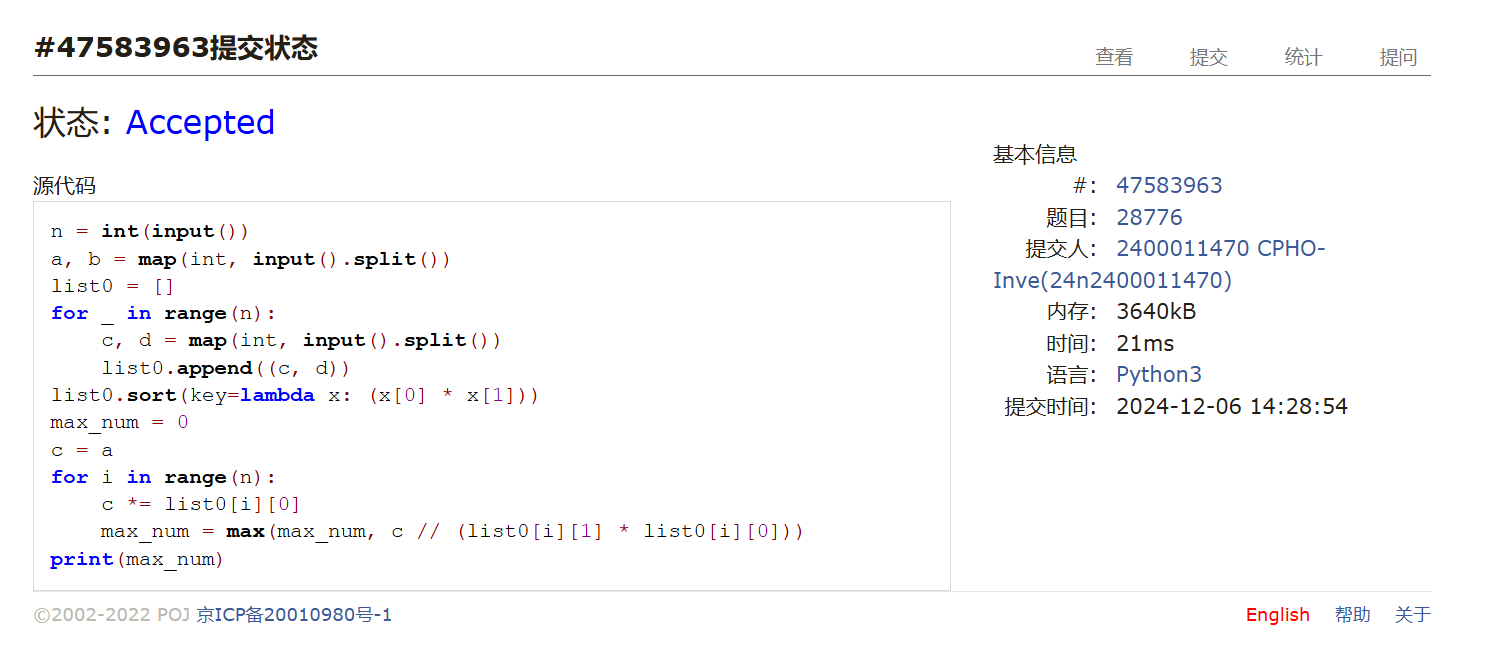 #47583963提交状态
查看 提交 统计 提问
状态: Accepted
源代码
n = int(input())
a, b = map(int, input().split())
list0 = []
for _ in range(n):
    c, d = map(int, input().split())
    list0.append((c, d))
list0.sort(key=lambda x: (x[0] * x[1]))
max_num = 0
c = a
for i in range(n):
    c *= list0[i][0]
    max_num = max(max_num, c // (list0[i][1] * list0[i][0]))
print(max_num)
基本信息
#: 47583963
题目: 28776
提交人: 2400011470 CPHO-
Inve(24n2400011470)
内存: 3640kB
时间: 21ms
语言: Python3
提交时间: 2024-12-06 14:28:54
©2002-2022 POJ 京ICP备20010980号-1
English 帮助 关于